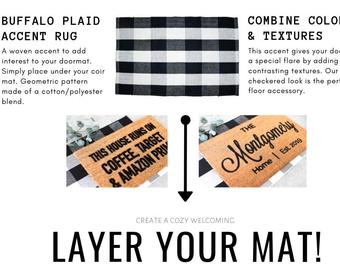 BUFFALO PLAID
ACCENT RUG
A woven accent to add
interest to your doormat.
Simply place under your coir
mat. Geometric pattern
made of a cotton/polyester
blend.
COMBINE COLO
& TEXTURES
This accent gives your doo
a special flare by adding
contrasting textures. Our
checkered look is the perf
floor accessory.
THIS HOUSE RUNS ON
COFFEE, TARGET
& AMAZON PRIM
THE
Montgomery
Home | Est. 2019
CREATE A COZY WELCOMING.
LAYER YOUR MAT!